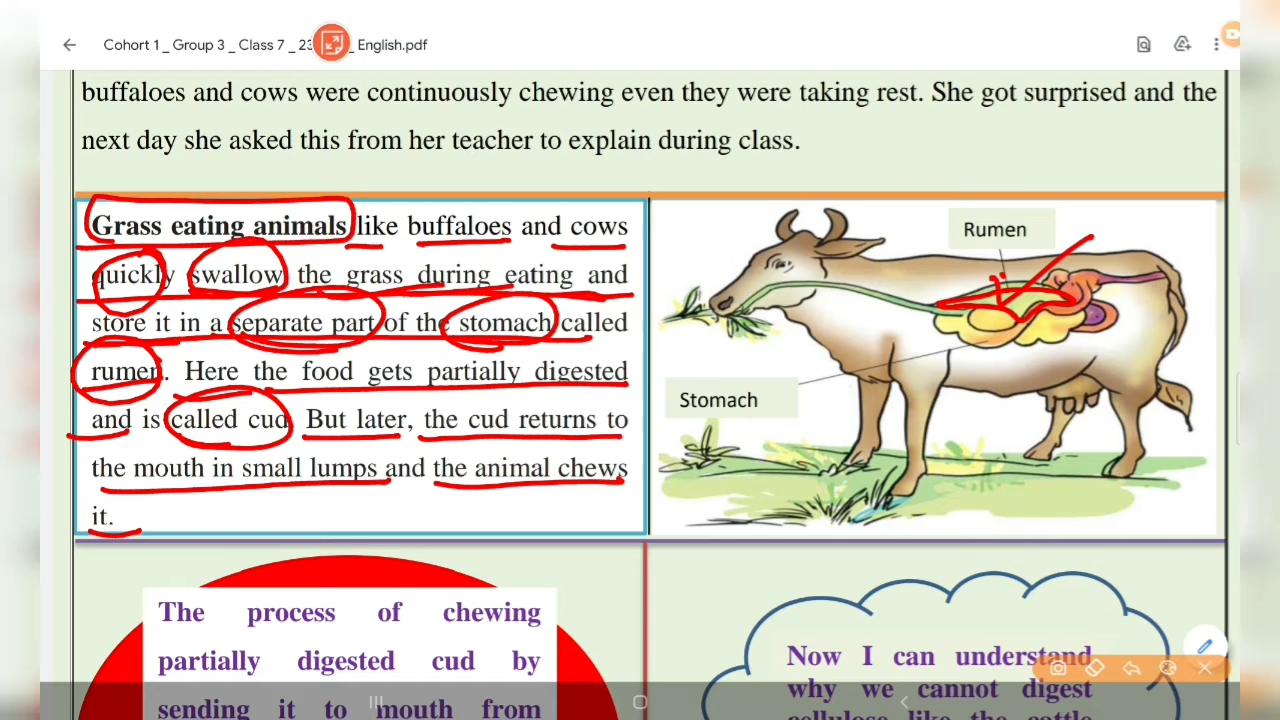 Cohort 1 _ Group 3 _ Class 7 _ 23 _ English.pdf
buffaloes and cows were continuously chewing even they were taking rest. She got surprised and the
next day she asked this from her teacher to explain during class.
Grass eating animals like buffaloes and cows
quickly swallow the grass during eating and
store it in a separate part of the stomach called
rumen. Here the food gets partially digested
and is called cud. But later, the cud returns to
the mouth in small lumps and the animal chews
it.
Rumen
Stomach
The process of chewing
partially digested cud by
sending it to mouth from
Now I can understand
why we cannot digest
cellulose like the cattle